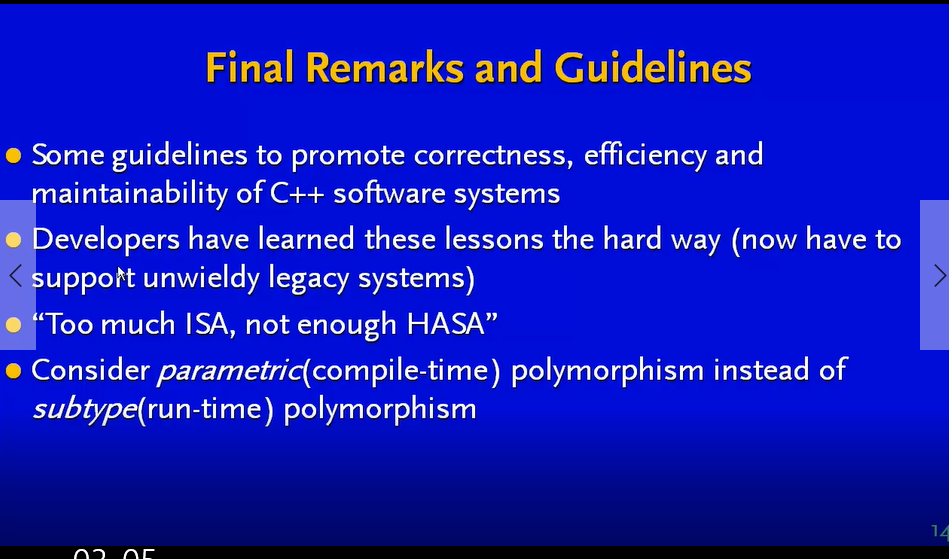 Final Remarks and Guidelines
Some guidelines to promote correctness, efficiency and
maintainability of C++ software systems
Developers have learned these lessons the hard way (now have to
support unwieldy legacy systems)
“Too much ISA, not enough HASA”
Consider parametric(compile-time) polymorphism instead of
subtype(run-time) polymorphism